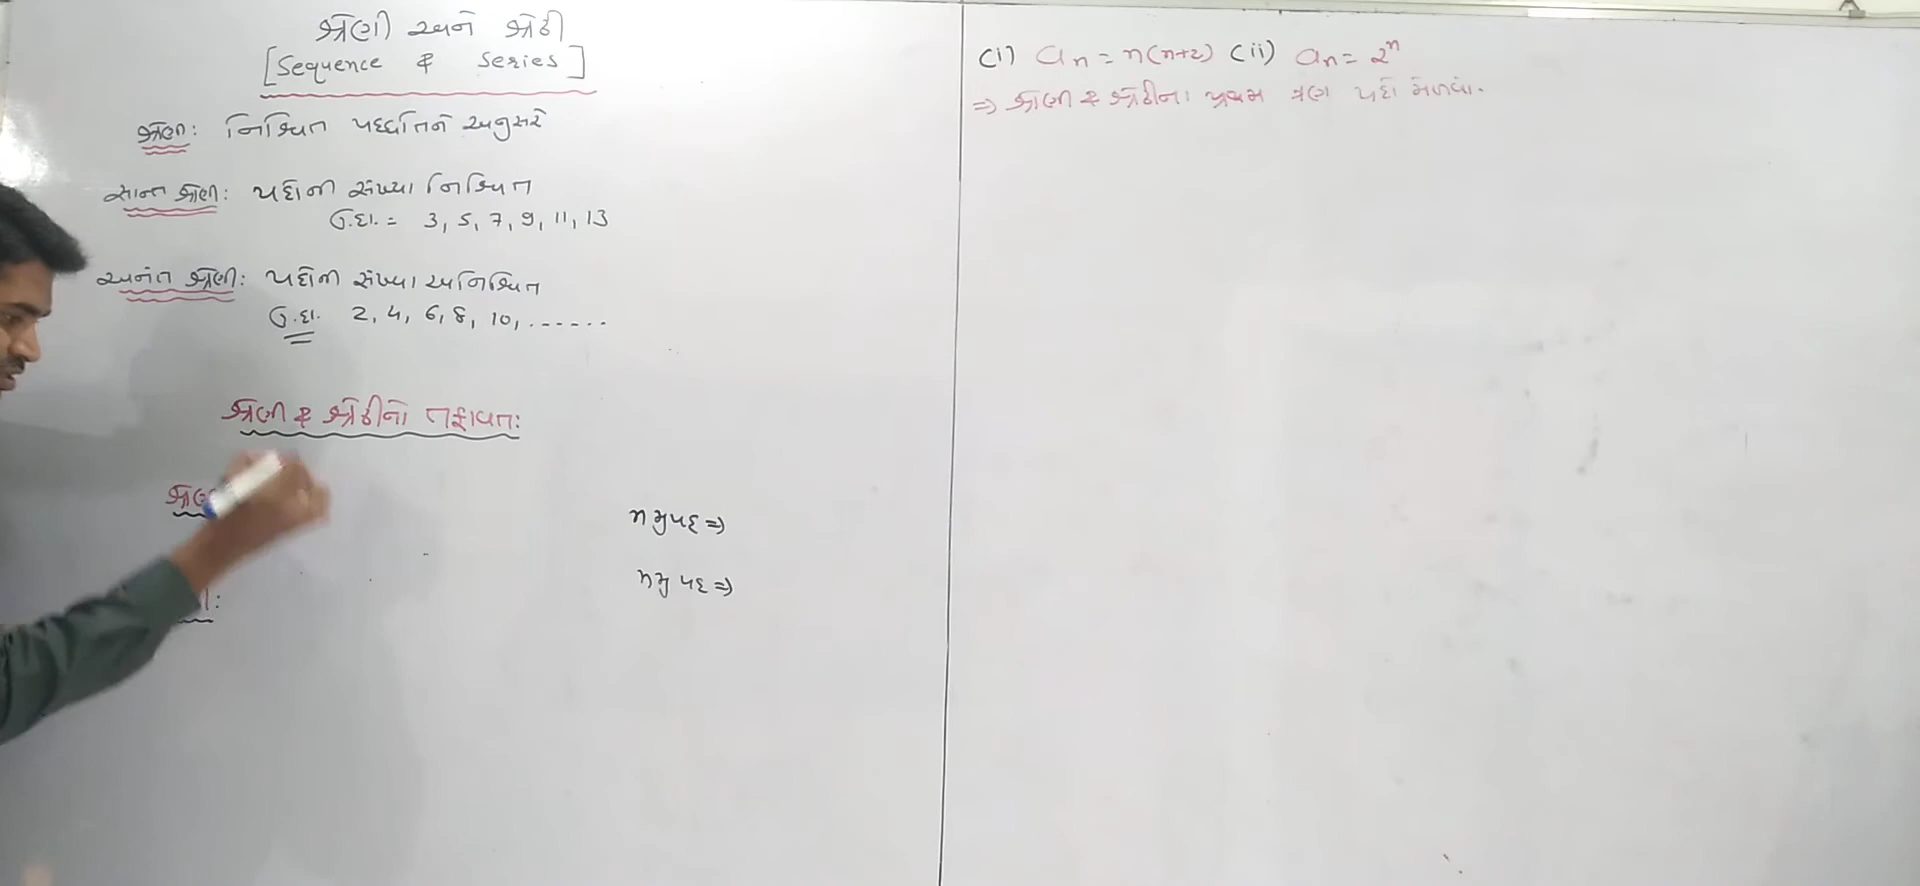 શ્રેણી અને શ્રેઢી
[Sequence & Series]
શ્રેણી: નિશ્ચિત પદ્ધતિને અનુસરે
સાન્ત શ્રેણી: પદોની સંખ્યા નિશ્ચિત
ઉ.દા. = 3, 5, 7, 9, 11, 13
અનંત શ્રેણી: પદોની સંખ્યા અનિશ્ચિત
ઉ.દા. 2, 4, 6, 8, 10, ......
શ્રેણી & શ્રેઢીનો તફાવત:
n મુ પદ ⇒
n મુ પદ ⇒
(i) an = n(n+2) (ii) an = 2ⁿ
⇒ શ્રેણી & શ્રેઢીના પ્રથમ ત્રણ પદો મેળવો.